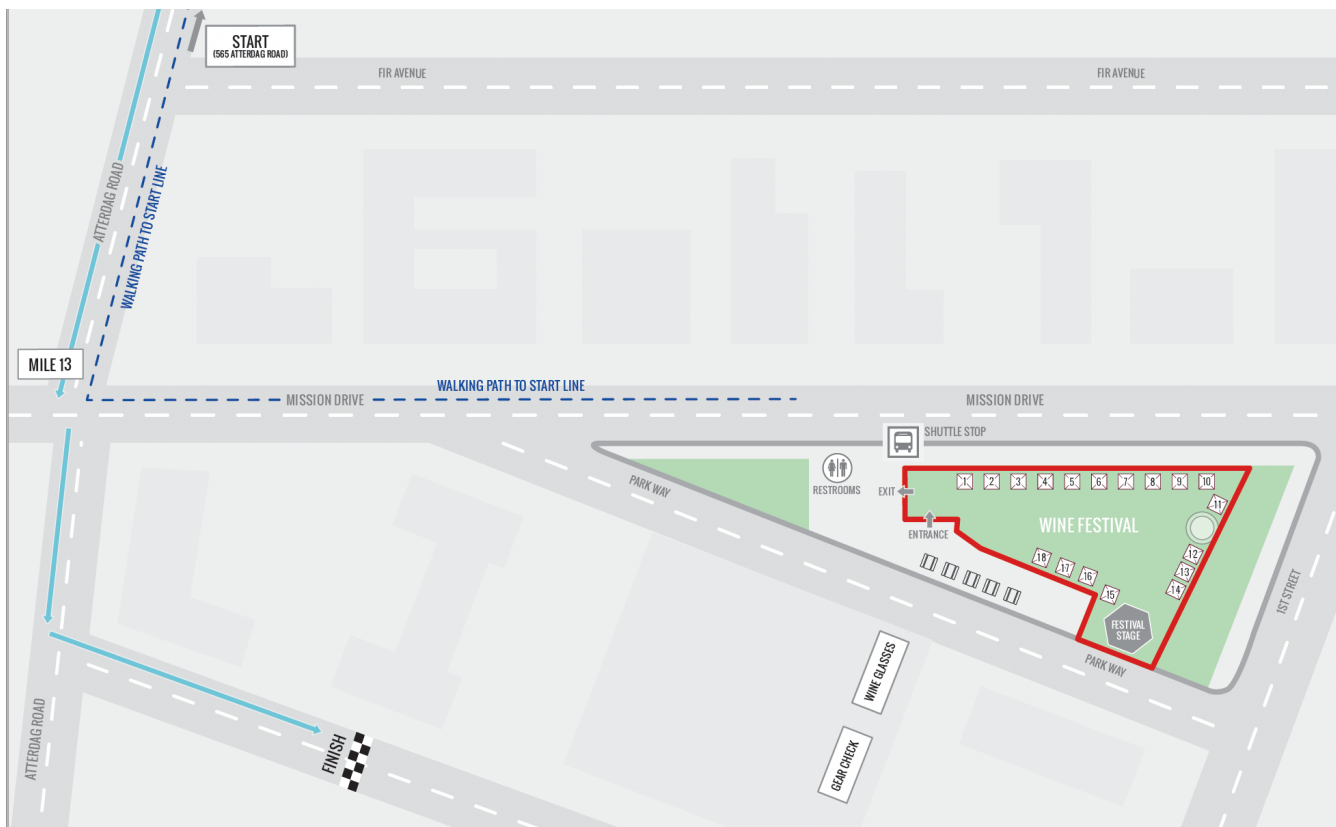 START
(565 ATTERDAG ROAD)
FIR AVENUE
FIR AVENUE
ATTERDAG ROAD
WALKING PATH TO START LINE
MILE 13
WALKING PATH TO START LINE
MISSION DRIVE
MISSION DRIVE
SHUTTLE STOP
PARK WAY
RESTROOMS
EXIT
ENTRANCE
1
2
3
4
5
6
7
8
9
10
11
WINE FESTIVAL
12
13
14
18
17
16
15
FESTIVAL
STAGE
1ST STREET
PARK WAY
WINE GLASSES
GEAR CHECK
ATTERDAG ROAD
FINISH